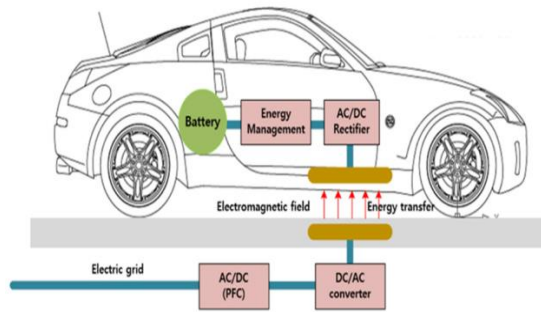 Battery
Energy
Management
AC/DC
Rectifier
Electromagnetic field
Energy transfer
Electric grid
AC/DC
(PFC)
DC/AC
converter